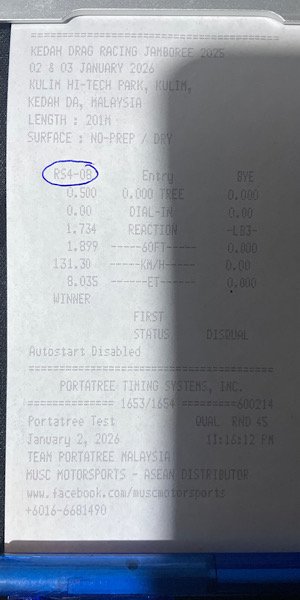 KEDAH DRAG RACING JAMBOREE 2025
02 & 03 JANUARY 2026
KULIM HI-TECH PARK, KULIM,
KEDAH DA, MALAYSIA
LENGTH : 201M
SURFACE : NO-PREP / DRY
RS4-08 Entry BYE
0.500 0.000 TREE 0.000
0.00 DIAL-IN 0.00
1.734 REACTION -LB3-
1.899 -----60FT----- 0.000
131.30 -----KM/H----- 0.00
8.035 ------ET------ 0.000
WINNER
FIRST
STATUS DISQUAL
Autostart Disabled
PORTATREE TIMING SYSTEMS, INC.
============== 1653/1654 =========600214
Portatree Test QUAL RND 45
January 2, 2026 11:16:12 PM
TEAM PORTATREE MALAYSIA
MUSC MOTORSPORTS - ASEAN DISTRIBUTOR
www.facebook.com/muscmotorsports
+6016-6681490